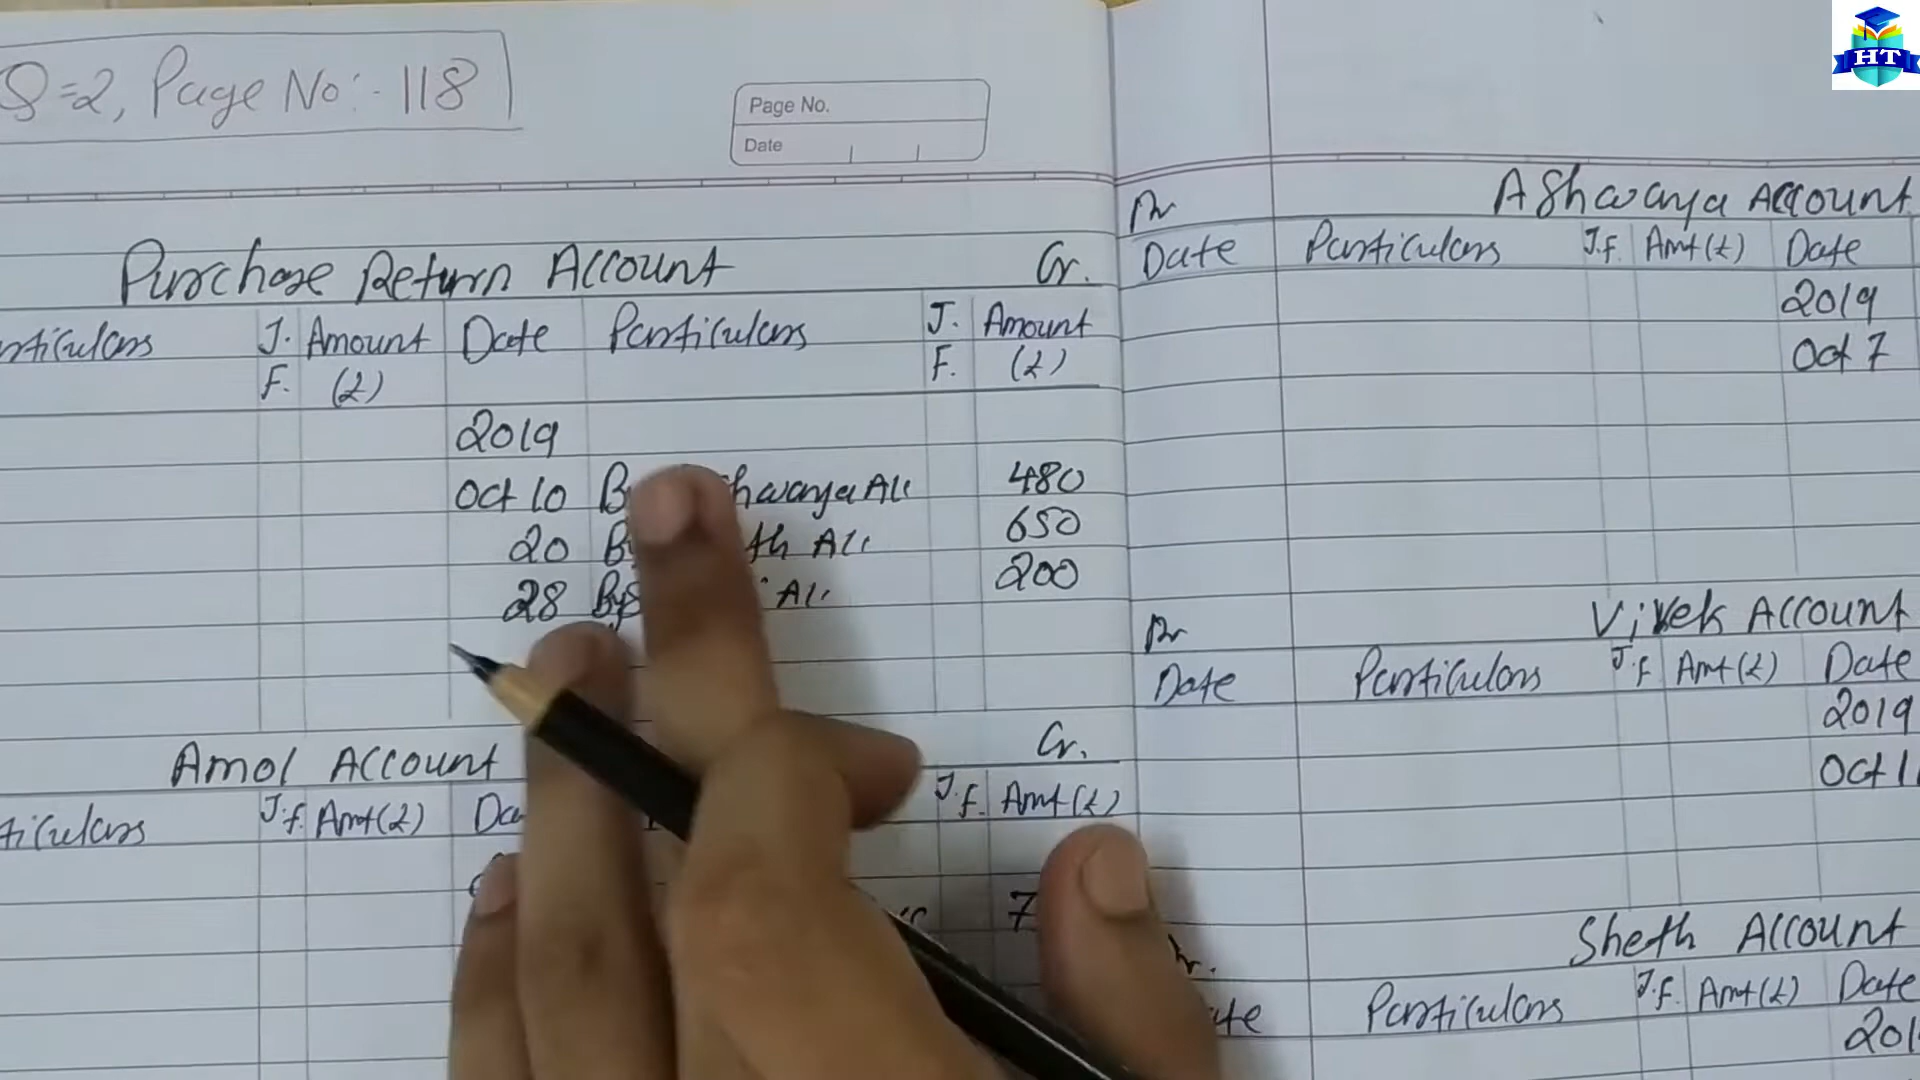 Q=2, Page No:- 118
Page No.
Date
HT
Purchase Return Account Cr.
J. Amount Date Particulars J. Amount
F. (₹) F. (₹)
2019
Oct 10 A/c 480
20 A/c 650
28 A/c 200
Amol Account Cr.
J.f. Amt(₹) J.f. Amt(₹)
7
Dr Ashwarya Account
Date Particulars J.f. Amt(₹) Date
2019
Oct 7
Dr Vivek Account
Date Particulars J.f Amt(₹) Date
2019
Oct
Sheth Account
Particulars J.f. Amt(₹) Date